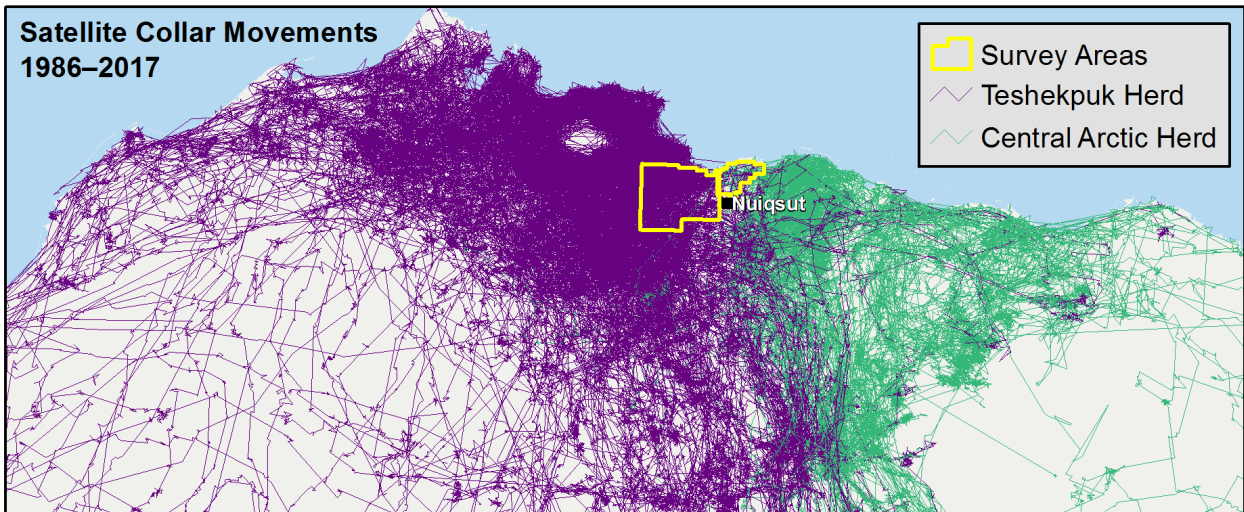 Satellite Collar Movements
1986–2017
Survey Areas
Teshekpuk Herd
Central Arctic Herd
Nuiqsut